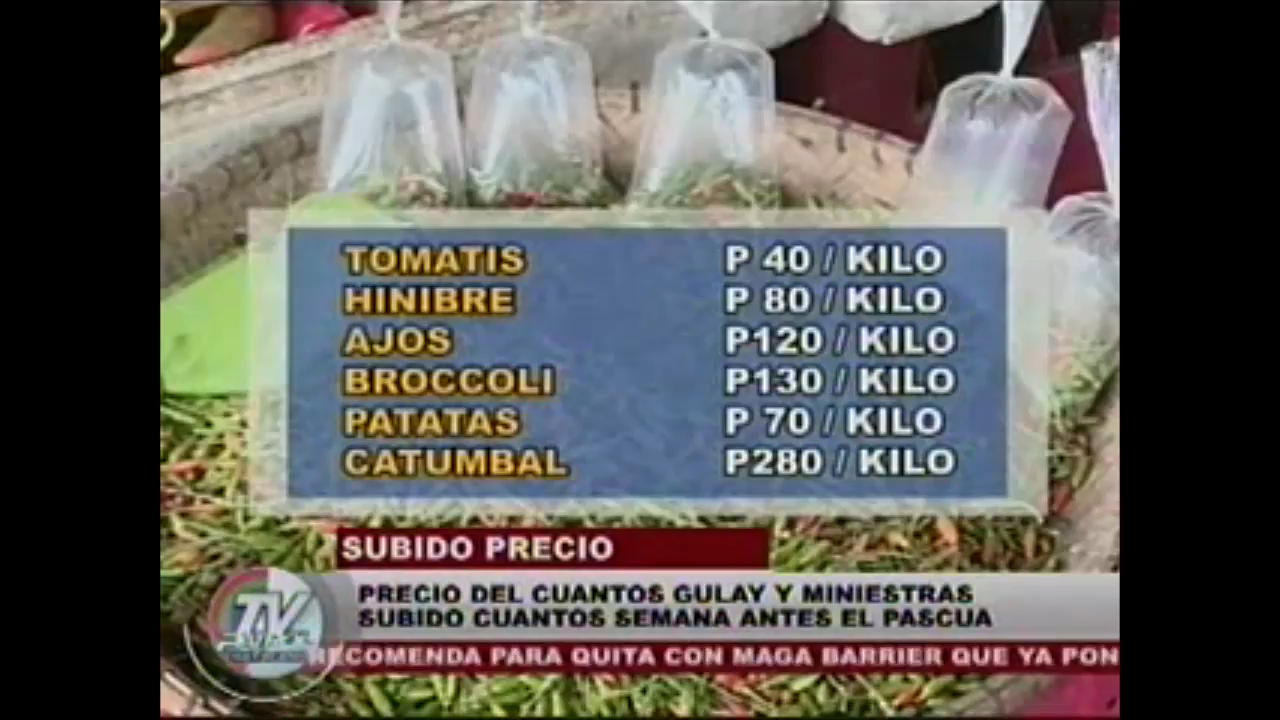 TOMATIS P 40 / KILO
HINIBRE P 80 / KILO
AJOS P120 / KILO
BROCCOLI P130 / KILO
PATATAS P 70 / KILO
CATUMBAL P280 / KILO
SUBIDO PRECIO
PRECIO DEL CUANTOS GULAY Y MINIESTRAS
SUBIDO CUANTOS SEMANA ANTES EL PASCUA
TV
RECOMENDA PARA QUITA CON MAGA BARRIER QUE YA PON